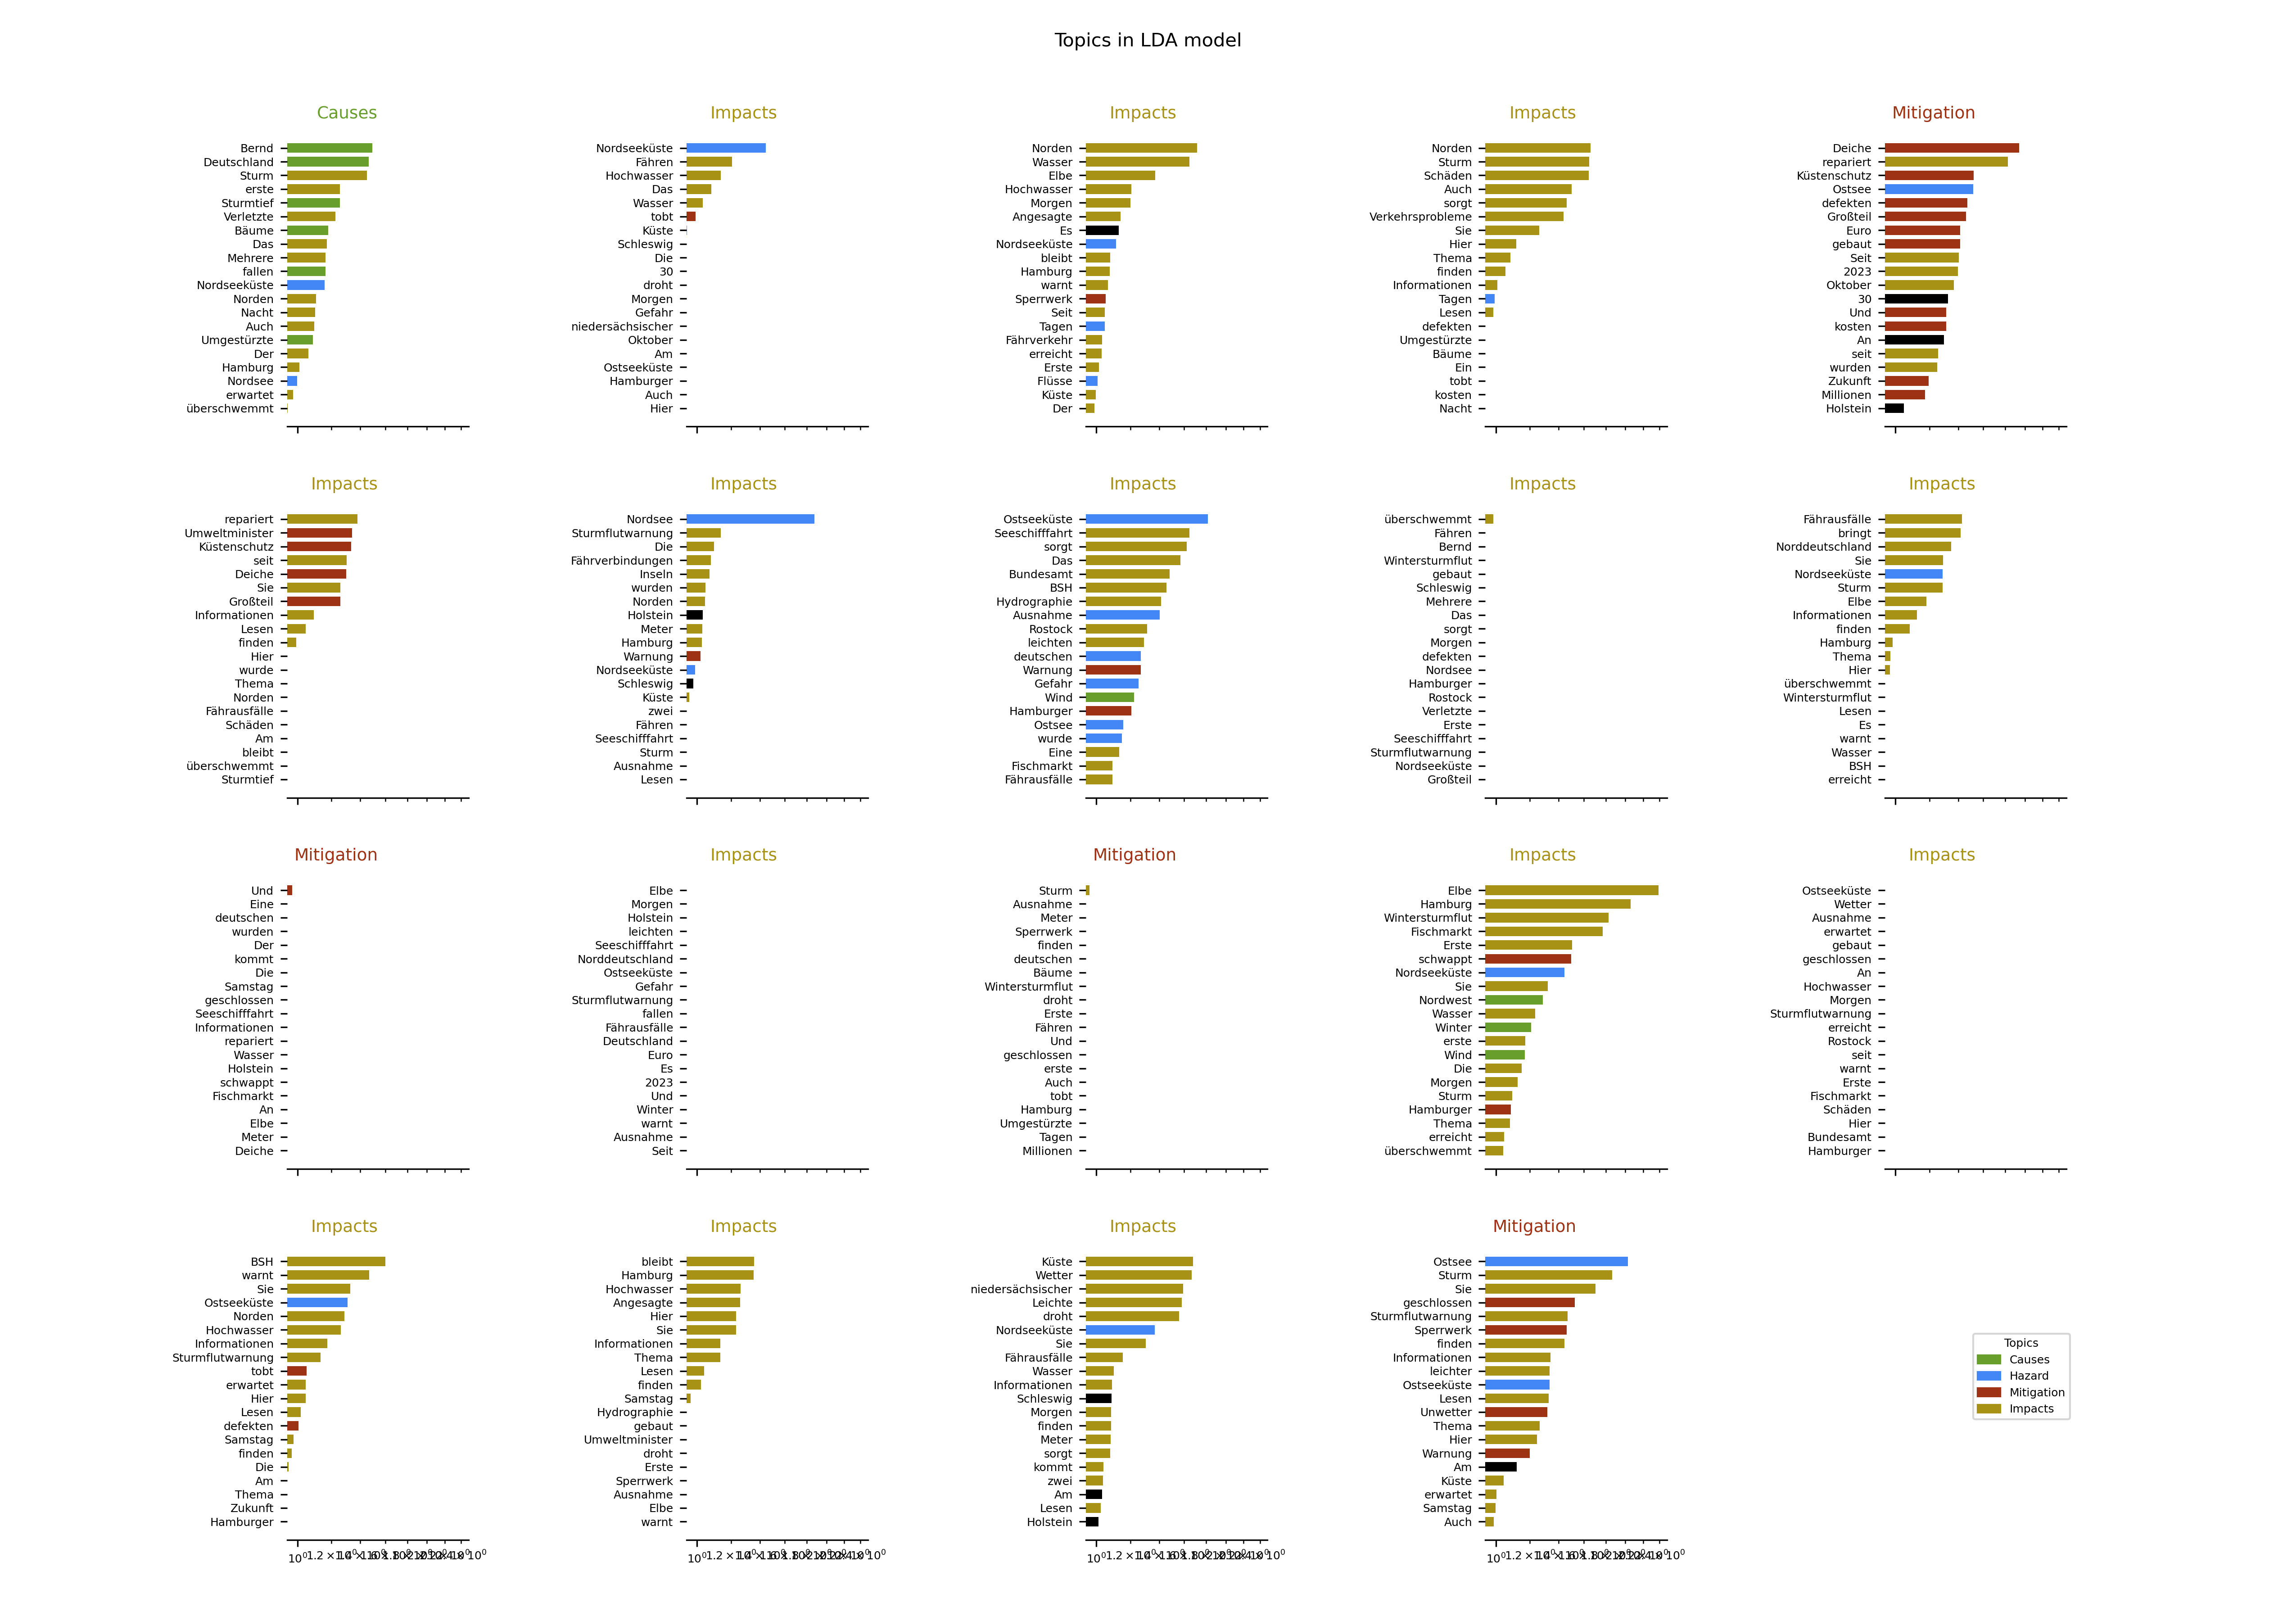 Topics in LDA model
Causes
Bernd
Deutschland
Sturm
erste
Sturmtief
Verletzte
Bäume
Das
Mehrere
fallen
Nordseeküste
Norden
Nacht
Auch
Umgestürzte
Der
Hamburg
Nordsee
erwartet
überschwemmt
Impacts
Nordseeküste
Fähren
Hochwasser
Das
Wasser
tobt
Küste
Schleswig
Die
30
droht
Morgen
Gefahr
niedersächsischer
Oktober
Am
Ostseeküste
Hamburger
Auch
Hier
Impacts
Norden
Wasser
Elbe
Hochwasser
Morgen
Angesagte
Es
Nordseeküste
bleibt
Hamburg
warnt
Sperrwerk
Seit
Tagen
Fährverkehr
erreicht
Erste
Flüsse
Küste
Der
Impacts
Norden
Sturm
Schäden
Auch
sorgt
Verkehrsprobleme
Sie
Hier
Thema
finden
Informationen
Tagen
Lesen
defekten
Umgestürzte
Bäume
Ein
tobt
kosten
Nacht
Mitigation
Deiche
repariert
Küstenschutz
Ostsee
defekten
Großteil
Euro
gebaut
Seit
2023
Oktober
30
Und
kosten
An
seit
wurden
Zukunft
Millionen
Holstein
Impacts
repariert
Umweltminister
Küstenschutz
seit
Deiche
Sie
Großteil
Informationen
Lesen
finden
Hier
wurde
Thema
Norden
Fährausfälle
Schäden
Am
bleibt
überschwemmt
Sturmtief
Impacts
Nordsee
Sturmflutwarnung
Die
Fährverbindungen
Inseln
wurden
Norden
Holstein
Meter
Hamburg
Warnung
Nordseeküste
Schleswig
Küste
zwei
Fähren
Seeschifffahrt
Sturm
Ausnahme
Lesen
Impacts
Ostseeküste
Seeschifffahrt
sorgt
Das
Bundesamt
BSH
Hydrographie
Ausnahme
Rostock
leichten
deutschen
Warnung
Gefahr
Wind
Hamburger
Ostsee
wurde
Eine
Fischmarkt
Fährausfälle
Impacts
überschwemmt
Fähren
Bernd
Wintersturmflut
gebaut
Schleswig
Mehrere
Das
sorgt
Morgen
defekten
Nordsee
Hamburger
Rostock
Verletzte
Erste
Seeschifffahrt
Sturmflutwarnung
Nordseeküste
Großteil
Impacts
Fährausfälle
bringt
Norddeutschland
Sie
Nordseeküste
Sturm
Elbe
Informationen
finden
Hamburg
Thema
Hier
überschwemmt
Wintersturmflut
Lesen
Es
warnt
Wasser
BSH
erreicht
Mitigation
Und
Eine
deutschen
wurden
Der
kommt
Die
Samstag
geschlossen
Seeschifffahrt
Informationen
repariert
Wasser
Holstein
schwappt
Fischmarkt
An
Elbe
Meter
Deiche
Impacts
Elbe
Morgen
Holstein
leichten
Seeschifffahrt
Norddeutschland
Ostseeküste
Gefahr
Sturmflutwarnung
fallen
Fährausfälle
Deutschland
Euro
Es
2023
Und
Winter
warnt
Ausnahme
Seit
Mitigation
Sturm
Ausnahme
Meter
Sperrwerk
finden
deutschen
Bäume
Wintersturmflut
droht
Erste
Fähren
Und
geschlossen
erste
Auch
tobt
Hamburg
Umgestürzte
Tagen
Millionen
Impacts
Elbe
Hamburg
Wintersturmflut
Fischmarkt
Erste
schwappt
Nordseeküste
Sie
Nordwest
Wasser
Winter
erste
Wind
Die
Morgen
Sturm
Hamburger
Thema
erreicht
überschwemmt
Impacts
Ostseeküste
Wetter
Ausnahme
erwartet
gebaut
geschlossen
An
Hochwasser
Morgen
Sturmflutwarnung
erreicht
Rostock
seit
warnt
Erste
Fischmarkt
Schäden
Hier
Bundesamt
Hamburger
Impacts
BSH
warnt
Sie
Ostseeküste
Norden
Hochwasser
Informationen
Sturmflutwarnung
tobt
erwartet
Hier
Lesen
defekten
Samstag
finden
Die
Am
Thema
Zukunft
Hamburger
10⁰
Impacts
bleibt
Hamburg
Hochwasser
Angesagte
Hier
Sie
Informationen
Thema
Lesen
finden
Samstag
Hydrographie
gebaut
Umweltminister
droht
Erste
Sperrwerk
Ausnahme
Elbe
warnt
10⁰
Impacts
Küste
Wetter
niedersächsischer
Leichte
droht
Nordseeküste
Sie
Fährausfälle
Wasser
Informationen
Schleswig
Morgen
finden
Meter
sorgt
kommt
zwei
Am
Lesen
Holstein
10⁰
Mitigation
Ostsee
Sturm
Sie
geschlossen
Sturmflutwarnung
Sperrwerk
finden
Informationen
leichter
Ostseeküste
Lesen
Unwetter
Thema
Hier
Warnung
Am
Küste
erwartet
Samstag
Auch
10⁰
Topics
Causes
Hazard
Mitigation
Impacts